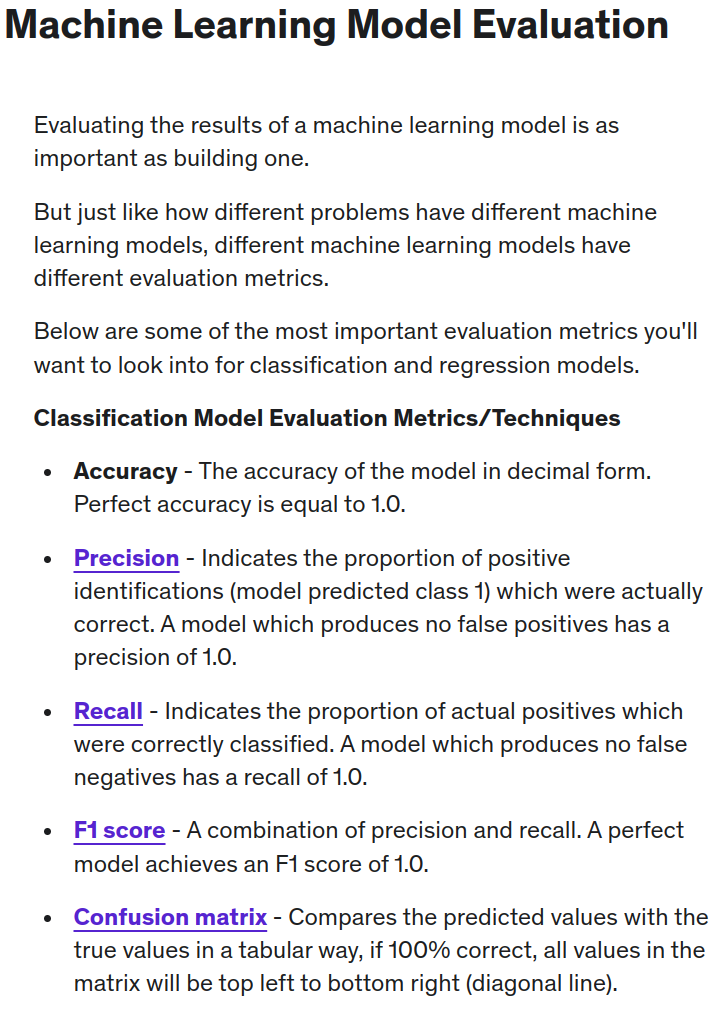 Machine Learning Model Evaluation
Evaluating the results of a machine learning model is as
important as building one.
But just like how different problems have different machine
learning models, different machine learning models have
different evaluation metrics.
Below are some of the most important evaluation metrics you'll
want to look into for classification and regression models.
Classification Model Evaluation Metrics/Techniques
• Accuracy - The accuracy of the model in decimal form.
Perfect accuracy is equal to 1.0.
• Precision - Indicates the proportion of positive
identifications (model predicted class 1) which were actually
correct. A model which produces no false positives has a
precision of 1.0.
• Recall - Indicates the proportion of actual positives which
were correctly classified. A model which produces no false
negatives has a recall of 1.0.
• F1 score - A combination of precision and recall. A perfect
model achieves an F1 score of 1.0.
• Confusion matrix - Compares the predicted values with the
true values in a tabular way, if 100% correct, all values in the
matrix will be top left to bottom right (diagonal line).